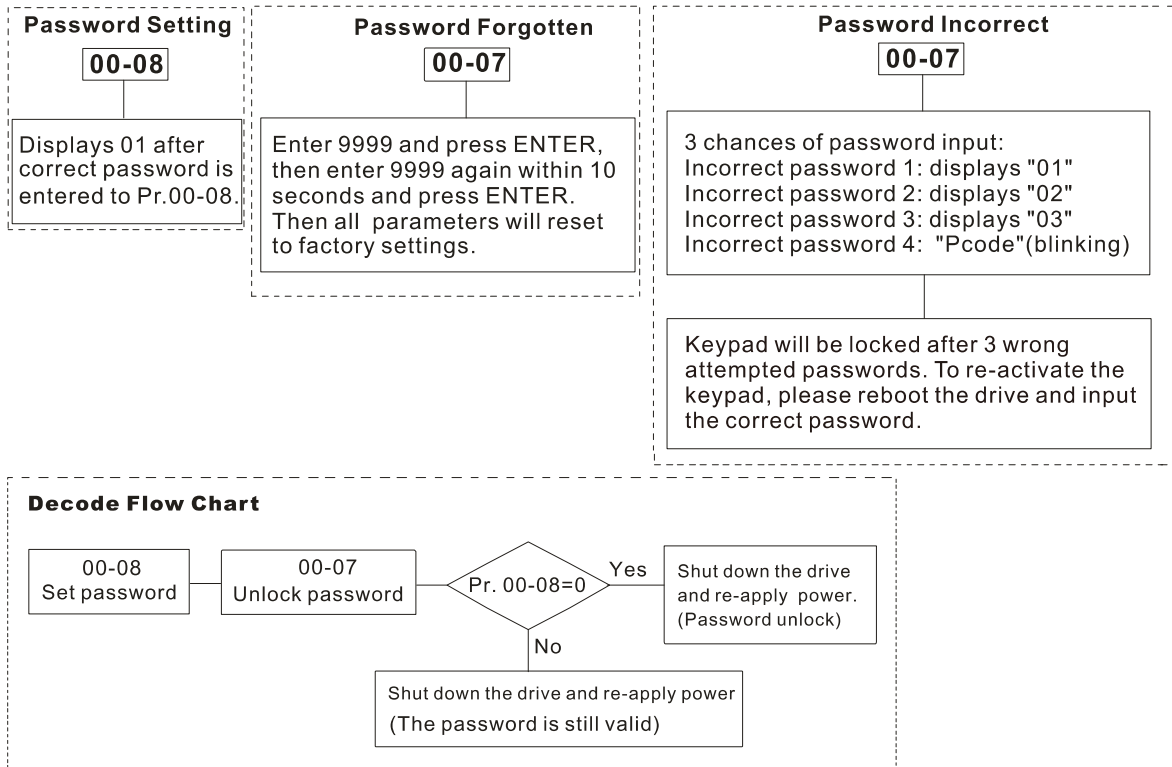 Password Setting
00-08
Displays 01 after
correct password is
entered to Pr.00-08.
Password Forgotten
00-07
Enter 9999 and press ENTER,
then enter 9999 again within 10
seconds and press ENTER.
Then all parameters will reset
to factory settings.
Password Incorrect
00-07
3 chances of password input:
Incorrect password 1: displays "01"
Incorrect password 2: displays "02"
Incorrect password 3: displays "03"
Incorrect password 4: "Pcode"(blinking)
Keypad will be locked after 3 wrong
attempted passwords. To re-activate the
keypad, please reboot the drive and input
the correct password.
Decode Flow Chart
00-08
Set password
00-07
Unlock password
Pr. 00-08=0
Yes
Shut down the drive
and re-apply power.
(Password unlock)
No
Shut down the drive and re-apply power
(The password is still valid)